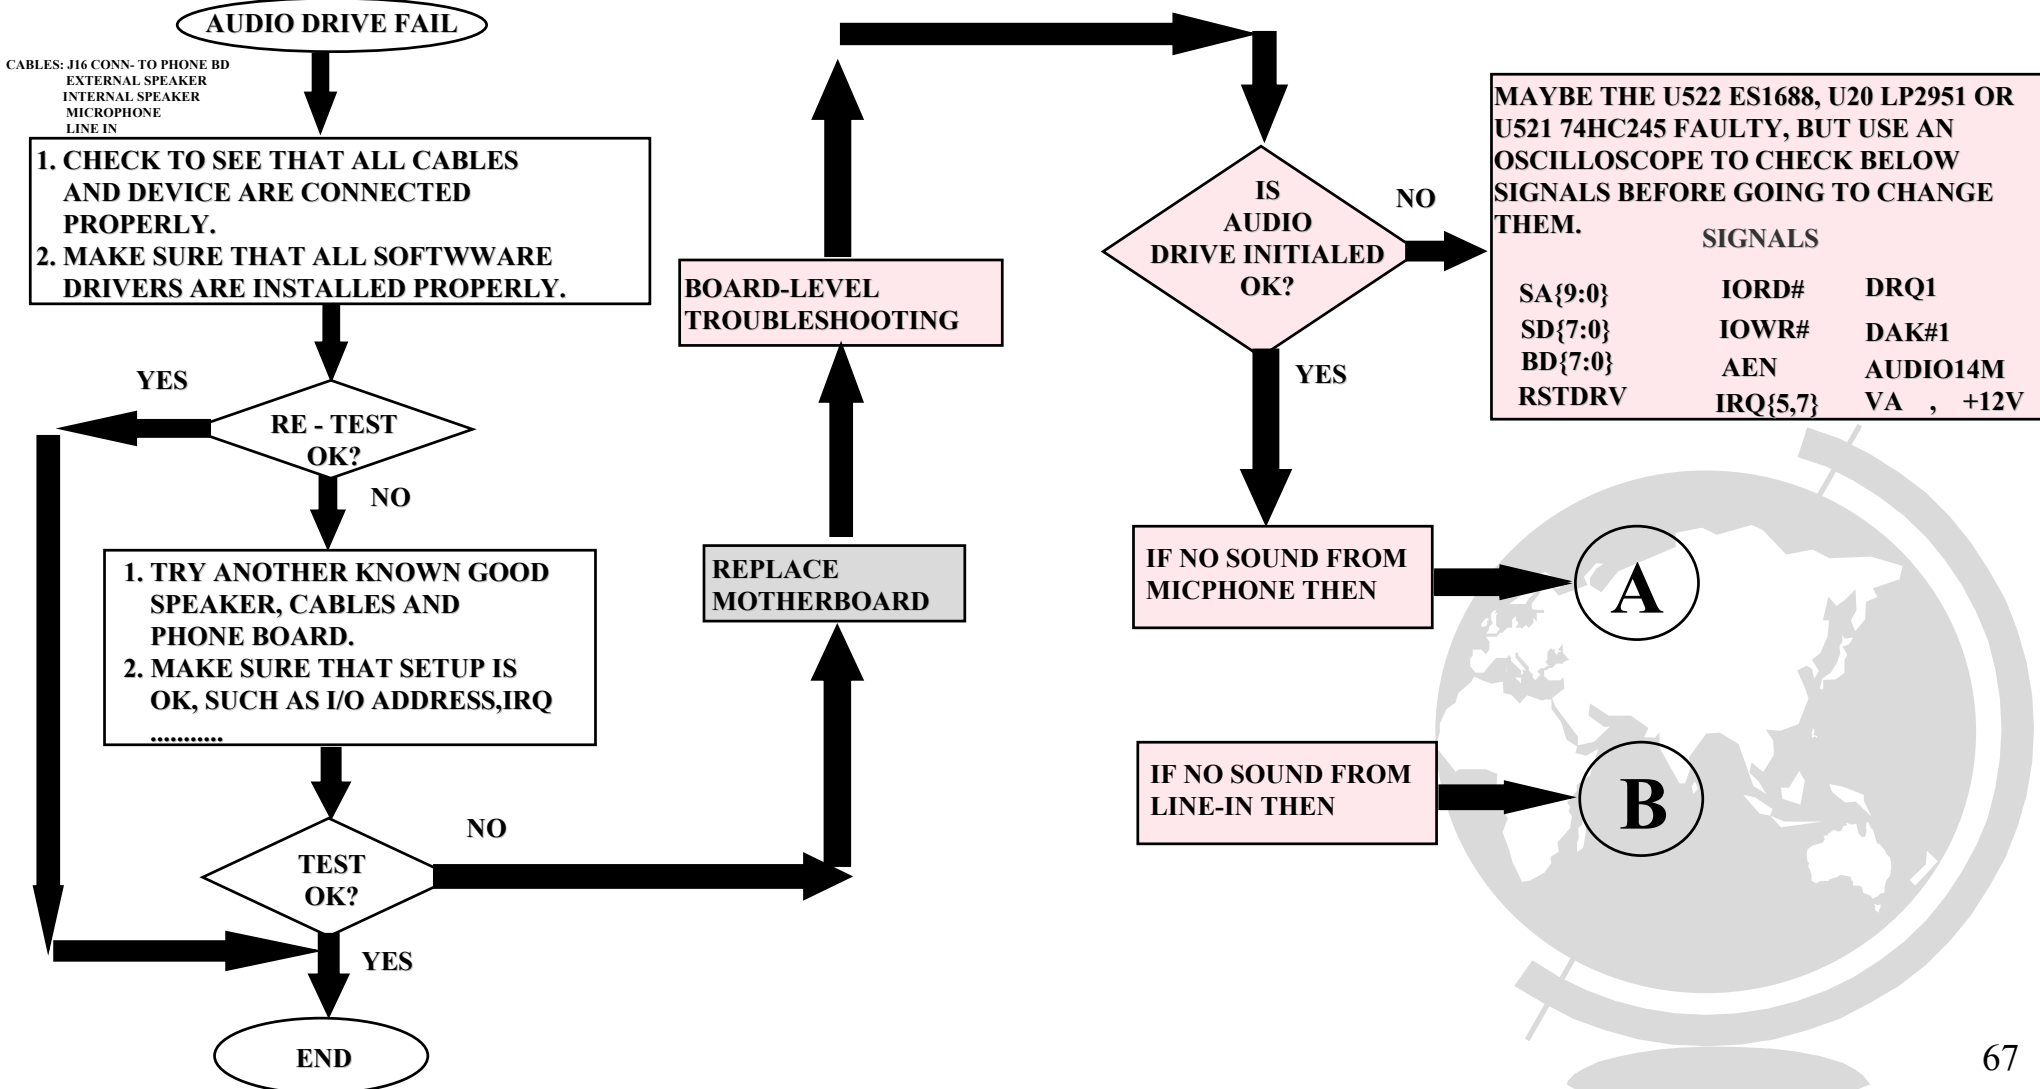 AUDIO DRIVE FAIL
CABLES: J16 CONN- TO PHONE BD
EXTERNAL SPEAKER
INTERNAL SPEAKER
MICROPHONE
LINE IN
1. CHECK TO SEE THAT ALL CABLES
AND DEVICE ARE CONNECTED
PROPERLY.
2. MAKE SURE THAT ALL SOFTWWARE
DRIVERS ARE INSTALLED PROPERLY.
YES
RE - TEST
OK?
NO
1. TRY ANOTHER KNOWN GOOD
SPEAKER, CABLES AND
PHONE BOARD.
2. MAKE SURE THAT SETUP IS
OK, SUCH AS I/O ADDRESS,IRQ
...........
NO
TEST
OK?
YES
END
BOARD-LEVEL
TROUBLESHOOTING
REPLACE
MOTHERBOARD
IS
AUDIO
DRIVE INITIALED
OK?
NO
YES
MAYBE THE U522 ES1688, U20 LP2951 OR
U521 74HC245 FAULTY, BUT USE AN
OSCILLOSCOPE TO CHECK BELOW
SIGNALS BEFORE GOING TO CHANGE
THEM.
SIGNALS
SA{9:0} IORD# DRQ1
SD{7:0} IOWR# DAK#1
BD{7:0} AEN AUDIO14M
RSTDRV IRQ{5,7} VA , +12V
IF NO SOUND FROM
MICPHONE THEN
A
IF NO SOUND FROM
LINE-IN THEN
B
67